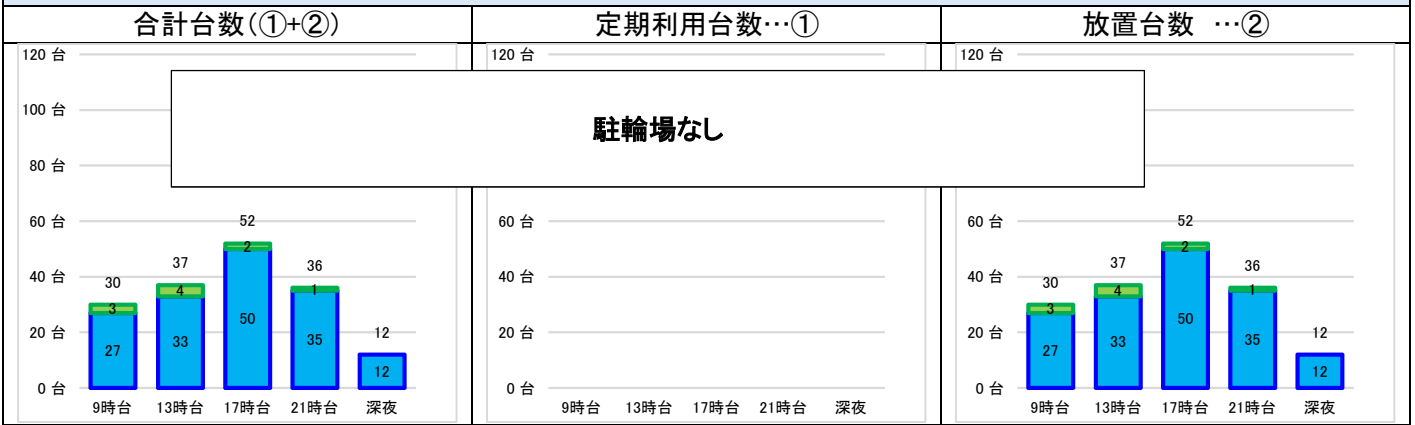 合計台数(①+②)
定期利用台数…①
放置台数 …②
駐輪場なし
120 台
100 台
80 台
60 台
40 台
20 台
0 台
30
37
52
36
12
3
4
2
1
27
33
50
35
12
9時台 13時台 17時台 21時台 深夜
120 台
60 台
40 台
20 台
0 台
9時台 13時台 17時台 21時台 深夜
120 台
60 台
40 台
20 台
0 台
30
37
52
36
12
3
4
2
1
27
33
50
35
12
9時台 13時台 17時台 21時台 深夜